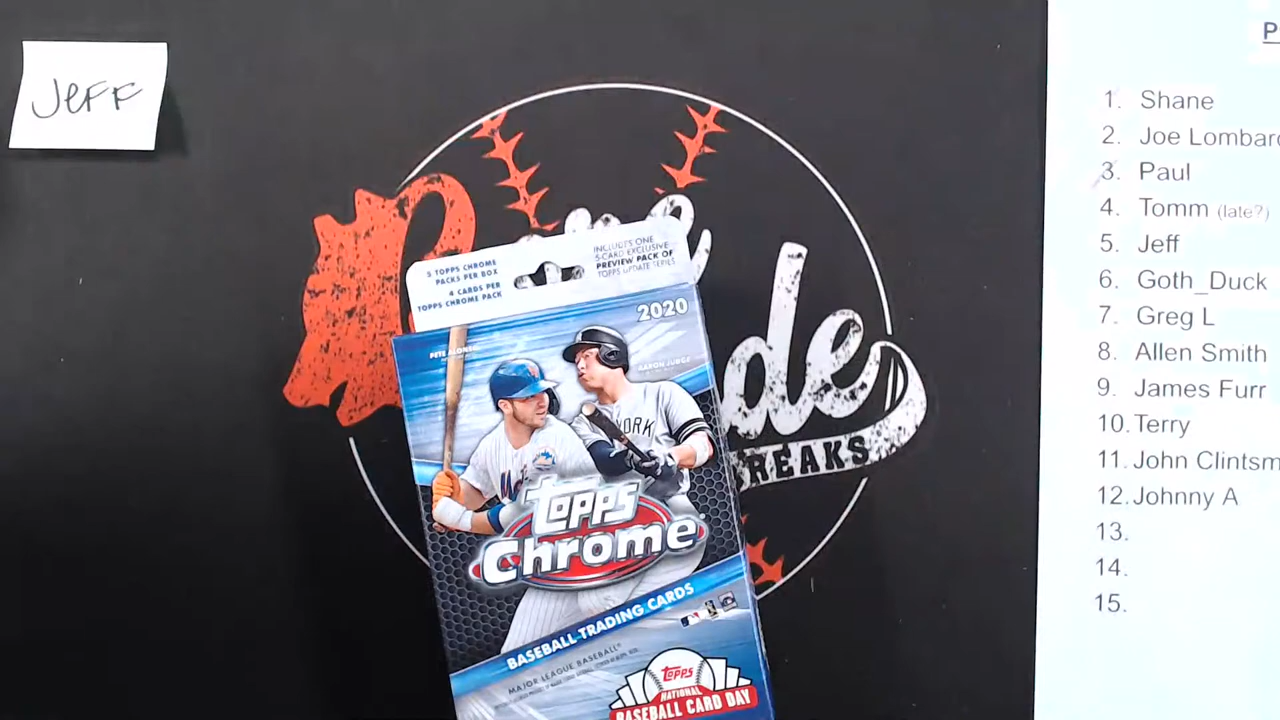 JEFF
5 TOPPS CHROME
PACKS PER BOX
4 CARDS PER
TOPPS CHROME PACK
INCLUDES ONE
5-CARD EXCLUSIVE
PREVIEW PACK OF
TOPPS UPDATE SERIES
2020
PETE ALONSO
AARON JUDGE
YORK
Topps
Chrome
BASEBALL TRADING CARDS
MAJOR LEAGUE BASEBALL
TOPPS
NATIONAL
BASEBALL CARD DAY
de
REAKS
1. Shane
2. Joe Lombard
3. Paul
4. Tomm (late?)
5. Jeff
6. Goth_Duck
7. Greg L
8. Allen Smith
9. James Furr
10. Terry
11. John Clintsm
12. Johnny A
13.
14.
15.